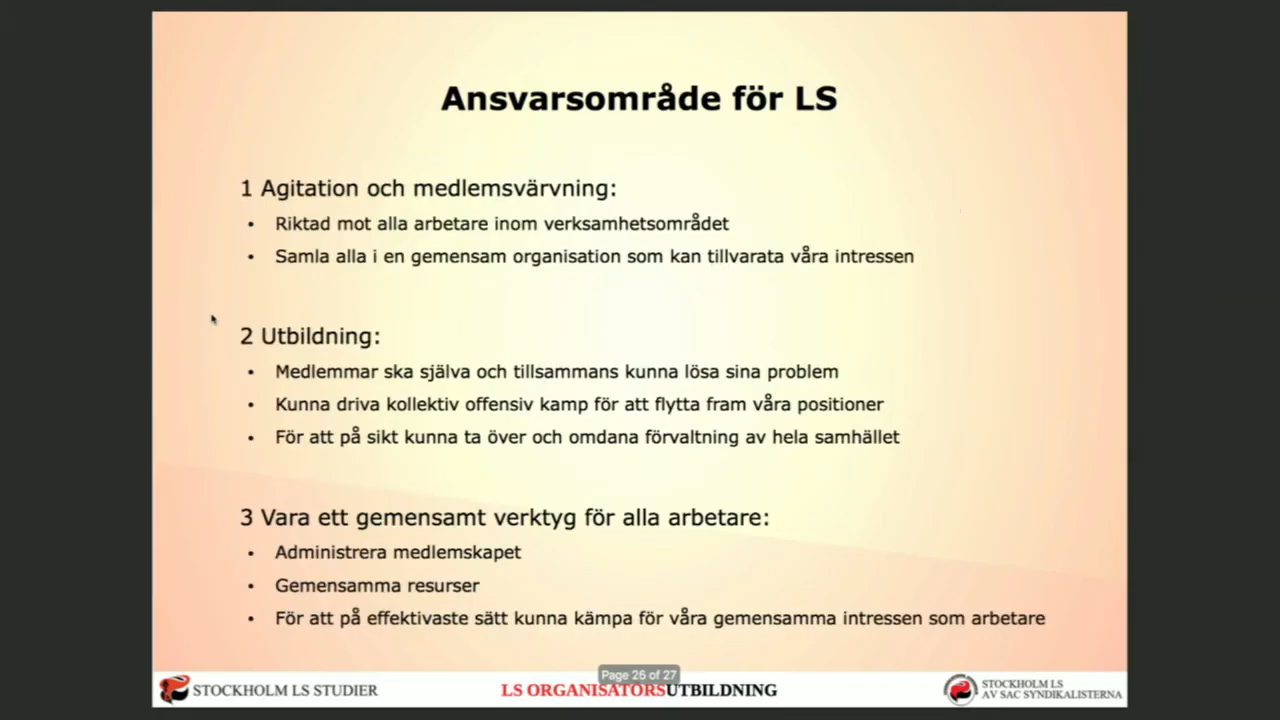 Ansvarsområde för LS
1 Agitation och medlemsvärvning:
• Riktad mot alla arbetare inom verksamhetsområdet
• Samla alla i en gemensam organisation som kan tillvarata våra intressen
2 Utbildning:
• Medlemmar ska själva och tillsammans kunna lösa sina problem
• Kunna driva kollektiv offensiv kamp för att flytta fram våra positioner
• För att på sikt kunna ta över och omdana förvaltning av hela samhället
3 Vara ett gemensamt verktyg för alla arbetare:
• Administrera medlemskapet
• Gemensamma resurser
• För att på effektivaste sätt kunna kämpa för våra gemensamma intressen som arbetare
Page 26 of 27
STOCKHOLM LS STUDIER
LS ORGANISATORSUTBILDNING
STOCKHOLM LS
AV SAC SYNDIKALISTERNA